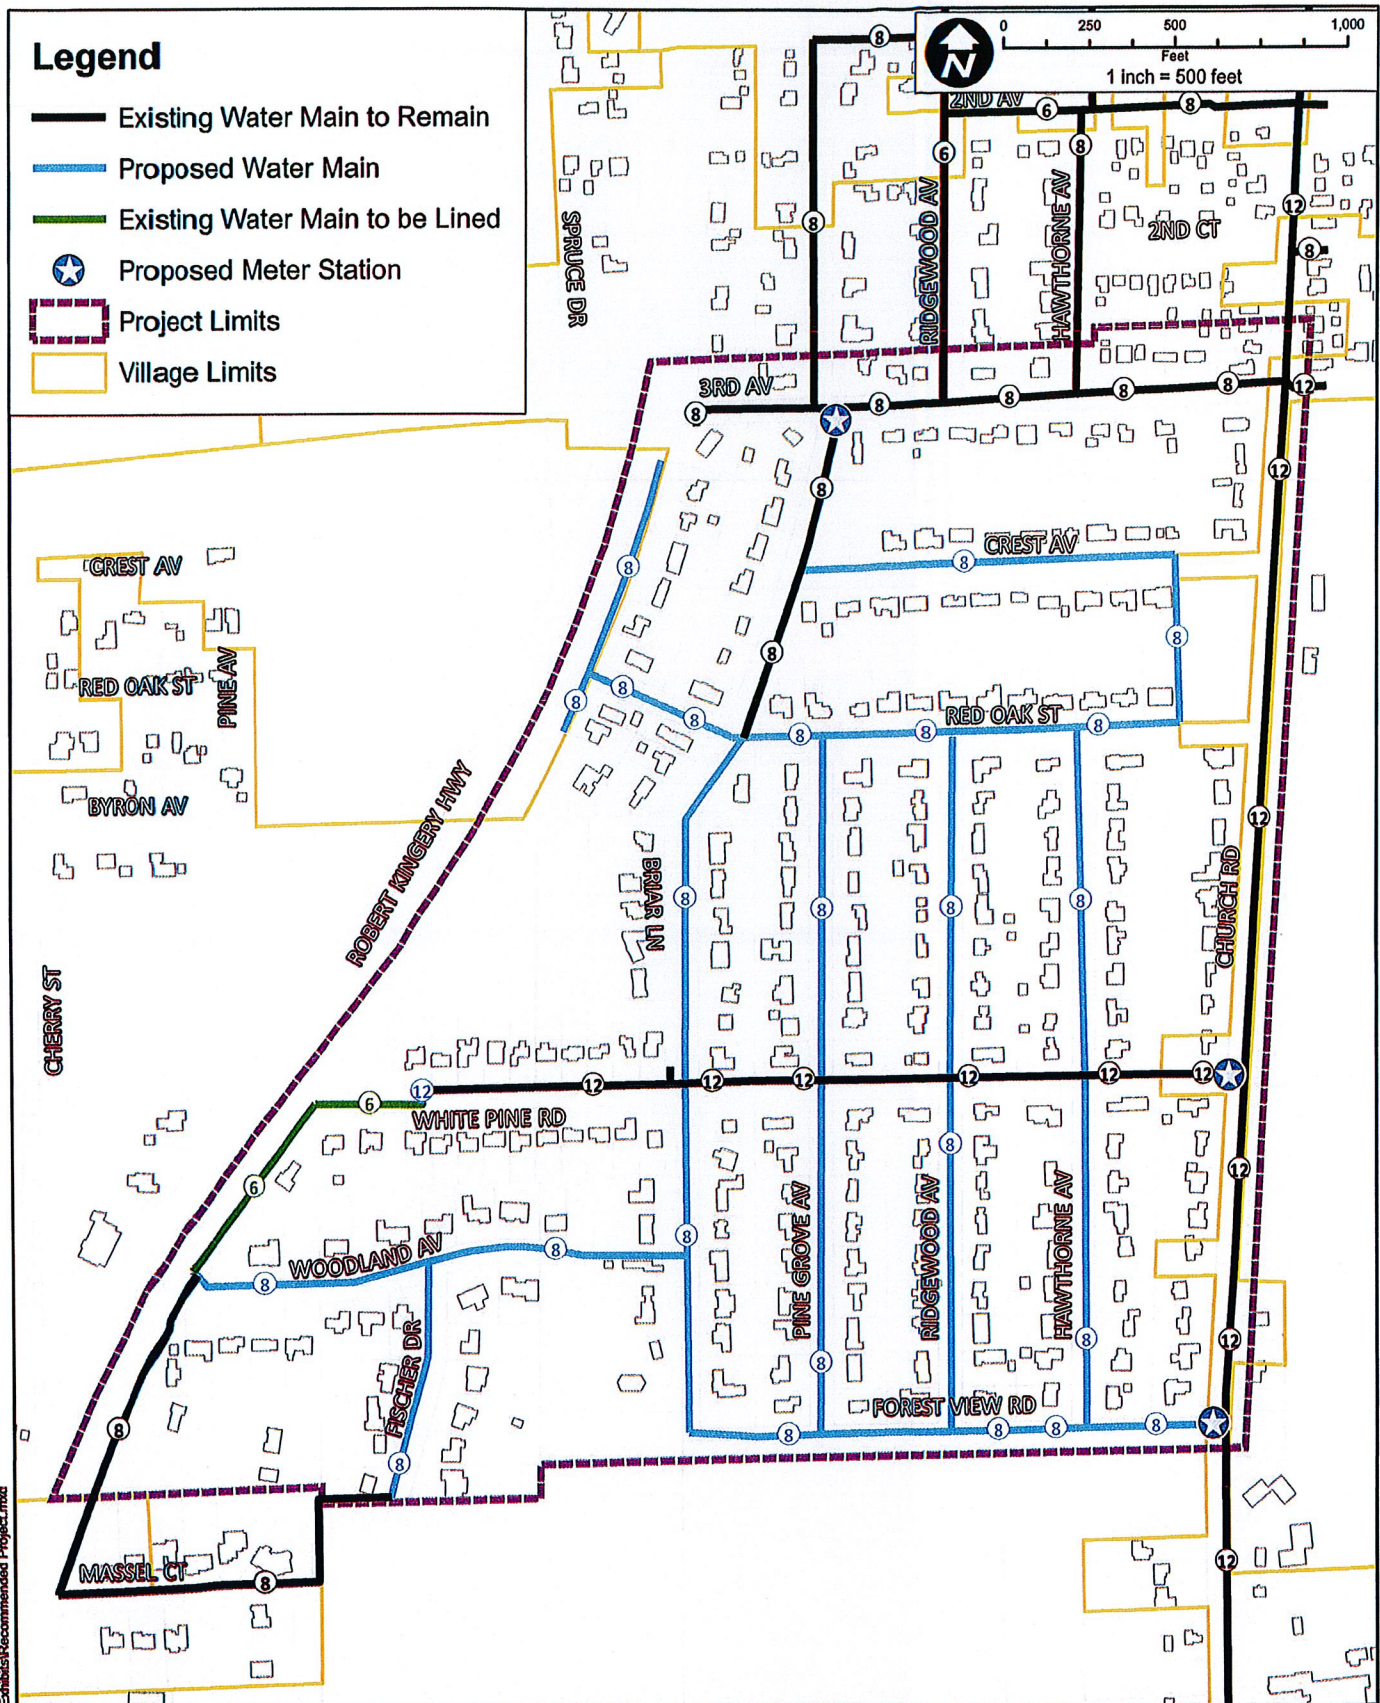 Legend
Existing Water Main to Remain
Proposed Water Main
Existing Water Main to be Lined
Proposed Meter Station
Project Limits
Village Limits
N
0 250 500 1,000
Feet
1 inch = 500 feet
8
2ND AV
6
8
6
8
SPRUCE DR
8
RIDGEWOOD AV
HAWTHORNE AV
2ND CT
12
8
3RD AV
8
8
8
8
8
12
12
8
8
CREST AV
8
CREST AV
8
8
8
RED OAK ST
PINE AV
8
8
8
8
8
RED OAK ST
8
BYRON AV
ROBERT KINGERY HWY
12
BRIAR LN
8
8
8
8
CHURCH RD
CHERRY ST
12
12
12
12
12
12
12
6
WHITE PINE RD
8
12
6
WOODLAND AV
8
8
8
PINE GROVE AV
RIDGEWOOD AV
HAWTHORNE AV
FISCHER DR
8
8
12
FOREST VIEW RD
8
8
8
8
8
8
MASSEL CT
8
12
Exhibits\Recommended Project.mxd